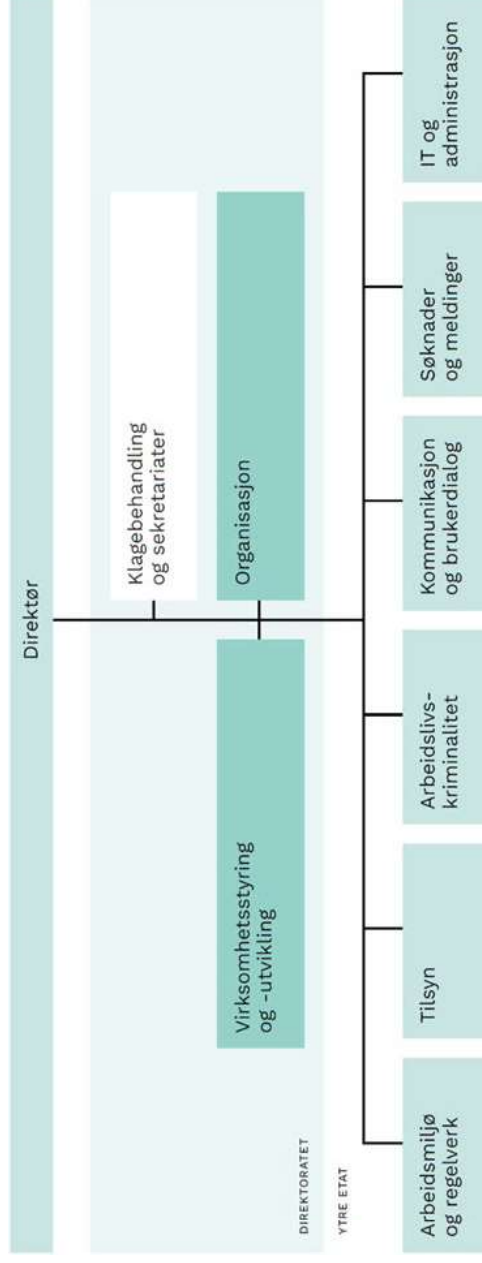 Direktør
Klagebehandling
og sekretariater
Virksomhetsstyring
og -utvikling
Organisasjon
DIREKTORATET
YTRE ETAT
Arbeidsmiljø
og regelverk
Tilsyn
Arbeidslivs-
kriminalitet
Kommunikasjon
og brukerdialog
Søknader
og meldinger
IT og
administrasjon